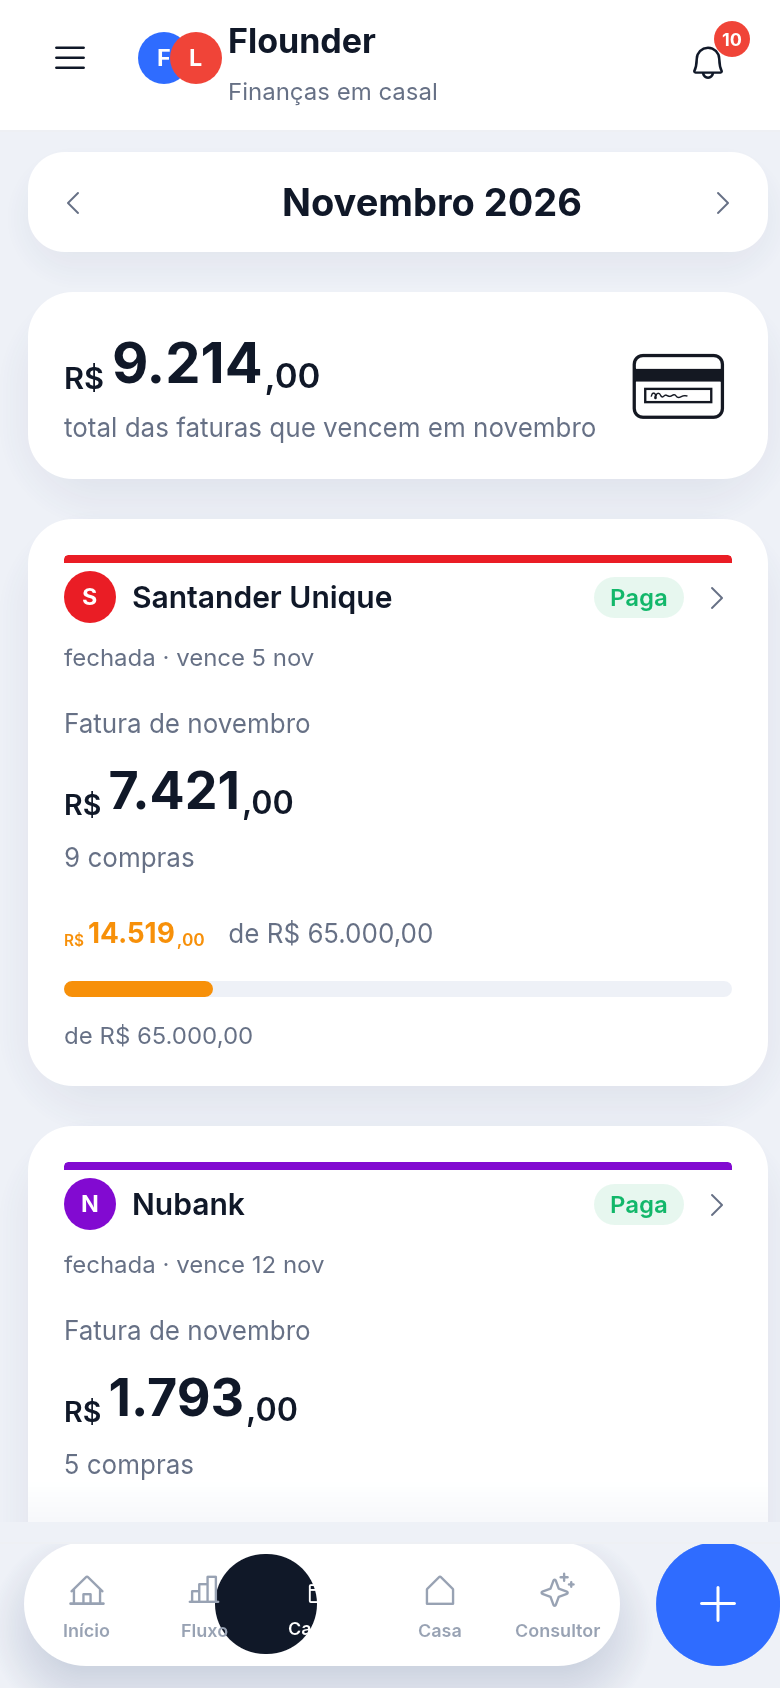 F L Flounder
Finanças em casal
10
Novembro 2026
R$ 9.214,00
total das faturas que vencem em novembro
S Santander Unique Paga
fechada · vence 5 nov
Fatura de novembro
R$ 7.421,00
9 compras
R$ 14.519,00 de R$ 65.000,00
de R$ 65.000,00
N Nubank Paga
fechada · vence 12 nov
Fatura de novembro
R$ 1.793,00
5 compras
Início Fluxo Casa Consultor